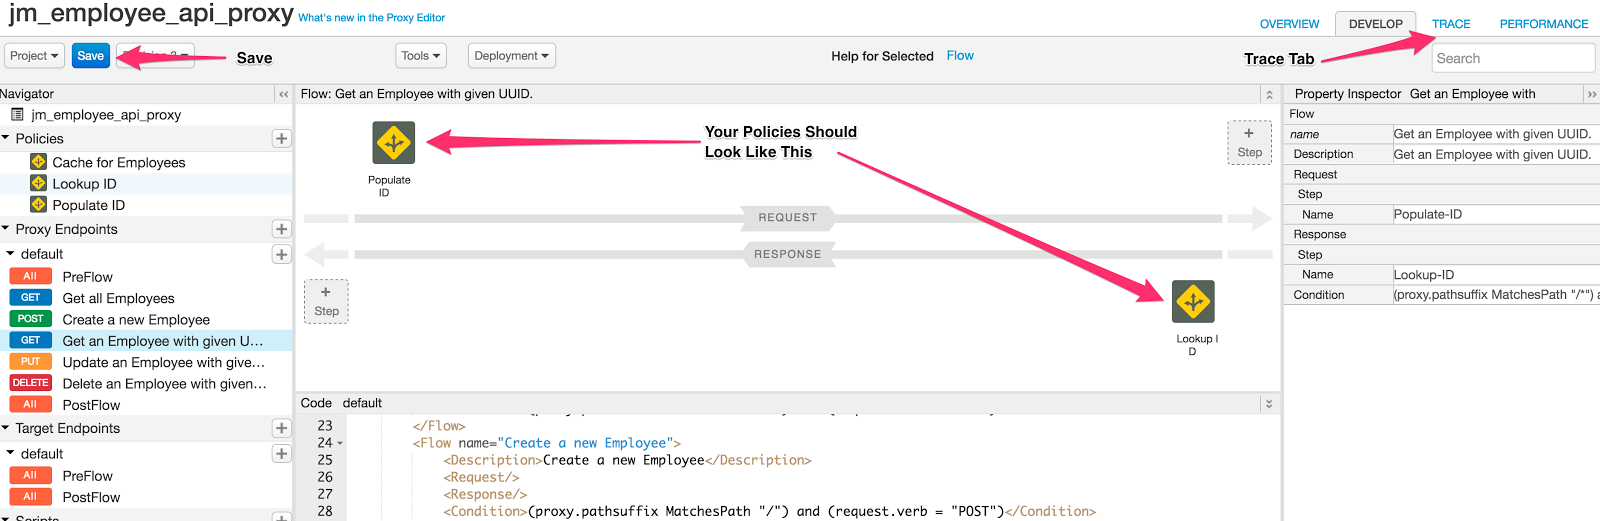 jm_employee_api_proxy What's new in the Proxy Editor
OVERVIEW DEVELOP TRACE PERFORMANCE
Project Save Save Tools Deployment Help for Selected Flow Trace Tab Search
Navigator Flow: Get an Employee with given UUID. Property Inspector Get an Employee with
jm_employee_api_proxy Flow
Policies name Get an Employee with given UUID.
Your Policies Should
Look Like This
+
Step
Cache for Employees Description Get an Employee with given UUID.
Lookup ID Request
Populate
ID
Step
Populate ID Name Populate-ID
REQUEST
Proxy Endpoints Response
default Step
RESPONSE
All PreFlow Name Lookup-ID
GET Get all Employees Condition (proxy.pathsuffix MatchesPath "/*") a
+
Step
POST Create a new Employee
GET Get an Employee with given U...
Lookup I
D
PUT Update an Employee with give...
DELETE Delete an Employee with given...
All PostFlow
Code default
Target Endpoints
default
All PreFlow
All PostFlow
23 </Flow>
24 <Flow name="Create a new Employee">
25 <Description>Create a new Employee</Description>
26 <Request/>
27 <Response/>
28 <Condition>(proxy.pathsuffix MatchesPath "/") and (request.verb = "POST")</Condition>
Scripts